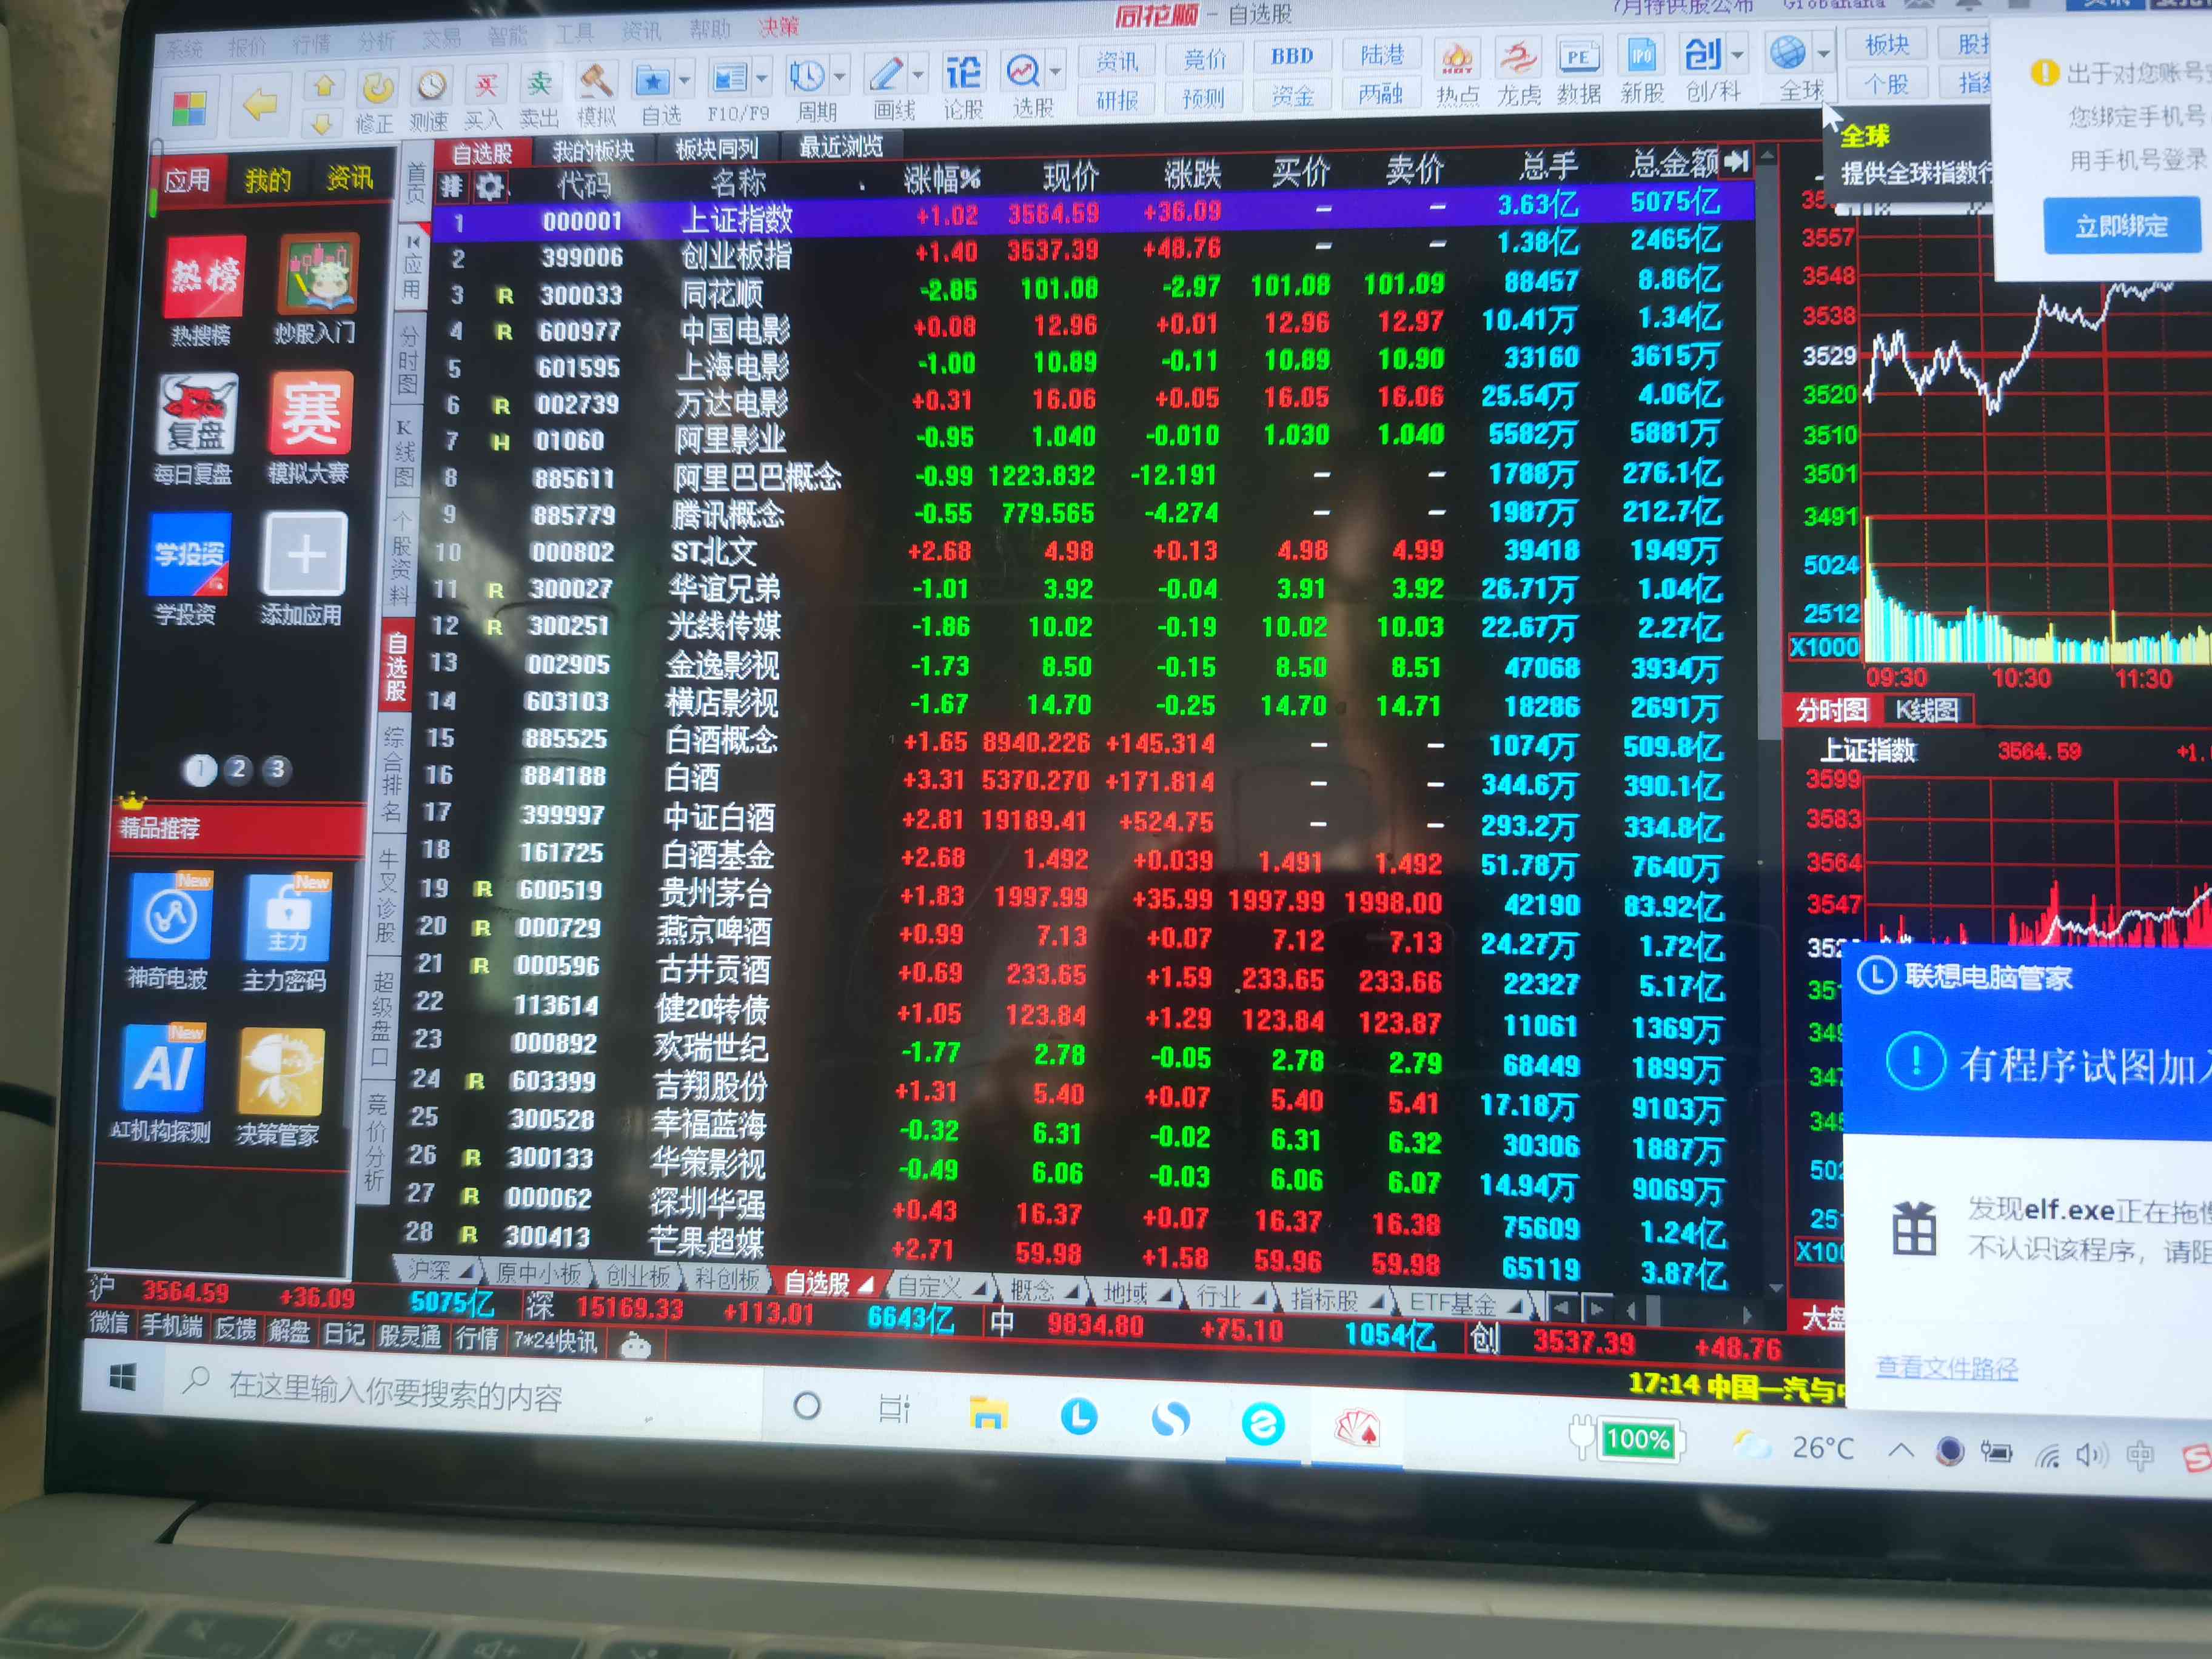 同花顺 - 自选股
7月特供股公布
系统 报价 行情 分析 交易 智能 工具 资讯 帮助 决策
修正 测速 买入 卖出 模拟 自选 F10/F9 周期 画线 论股 选股
资讯 竞价 BBD 陆港
研报 预测 资金 两融
热点 龙虎 数据 新股 创/科 全球
板块
个股
全球
提供全球指数行
出于对您账号
您绑定手机号
用手机号登录
立即绑定
应用 我的 资讯
热榜
热搜榜 炒股入门
复盘 赛
每日复盘 模拟大赛
学投资
学投资 添加应用
1 2 3
精品推荐
New New
主力
神奇电波 主力密码
New
AI
AI机构探测 决策管家
首页
应用
分时图
K线图
个股资料
自选股
综合排名
牛叉诊股
超级盘口
竞价分析
自选股 我的板块 板块同列 最近浏览
代码 名称 涨幅% 现价 涨跌 买价 卖价 总手 总金额
1 000001 上证指数 +1.02 3564.59 +36.09 – – 3.63亿 5075亿
2 399006 创业板指 +1.40 3537.39 +48.76 – – 1.38亿 2465亿
3 R 300033 同花顺 -2.85 101.08 -2.97 101.08 101.09 88457 8.86亿
4 R 600977 中国电影 +0.08 12.96 +0.01 12.96 12.97 10.41万 1.34亿
5 601595 上海电影 -1.00 10.89 -0.11 10.89 10.90 33160 3615万
6 R 002739 万达电影 +0.31 16.06 +0.05 16.05 16.06 25.54万 4.06亿
7 H 01060 阿里影业 -0.95 1.040 -0.010 1.030 1.040 5582万 5881万
8 885611 阿里巴巴概念 -0.99 1223.832 -12.191 – – 1788万 276.1亿
9 885779 腾讯概念 -0.55 779.565 -4.274 – – 1987万 212.7亿
10 000802 ST北文 +2.68 4.98 +0.13 4.98 4.99 39418 1949万
11 R 300027 华谊兄弟 -1.01 3.92 -0.04 3.91 3.92 26.71万 1.04亿
12 R 300251 光线传媒 -1.86 10.02 -0.19 10.02 10.03 22.67万 2.27亿
13 002905 金逸影视 -1.73 8.50 -0.15 8.50 8.51 47068 3934万
14 603103 横店影视 -1.67 14.70 -0.25 14.70 14.71 18286 2691万
15 885525 白酒概念 +1.65 8940.226 +145.314 – – 1074万 509.8亿
16 884188 白酒 +3.31 5370.270 +171.814 – – 344.6万 390.1亿
17 399997 中证白酒 +2.81 19189.41 +524.75 – – 293.2万 334.8亿
18 161725 白酒基金 +2.68 1.492 +0.039 1.491 1.492 51.78万 7640万
19 R 600519 贵州茅台 +1.83 1997.99 +35.99 1997.99 1998.00 42190 83.92亿
20 R 000729 燕京啤酒 +0.99 7.13 +0.07 7.12 7.13 24.27万 1.72亿
21 R 000596 古井贡酒 +0.69 233.65 +1.59 233.65 233.66 22327 5.17亿
22 113614 健20转债 +1.05 123.84 +1.29 123.84 123.87 11061 1369万
23 000892 欢瑞世纪 -1.77 2.78 -0.05 2.78 2.79 68449 1899万
24 R 603399 吉翔股份 +1.31 5.40 +0.07 5.40 5.41 17.18万 9103万
25 300528 幸福蓝海 -0.32 6.31 -0.02 6.31 6.32 30306 1887万
26 R 300133 华策影视 -0.49 6.06 -0.03 6.06 6.07 14.94万 9069万
27 R 000062 深圳华强 +0.43 16.37 +0.07 16.37 16.38 75609 1.24亿
28 R 300413 芒果超媒 +2.71 59.98 +1.58 59.96 59.98 65119 3.87亿
3557
3548
3538
3529
3520
3510
3501
3491
5024
2512
X1000
09:30 10:30 11:30
分时图 K线图
上证指数 3564.59
3599
3583
3564
3547
沪深 原中小板 创业板 科创板 自选股 自定义 概念 地域 行业 指标股 ETF基金
沪 3564.59 +36.09 5075亿 深 15169.33 +113.01 6643亿 中 9834.80 +75.10 1054亿 创 3537.39 +48.76
微信 手机端 反馈 解盘 日记 股灵通 行情 7*24快讯
17:14 中国一汽与
联想电脑管家
有程序试图加入
发现elf.exe正在拖慢
不认识该程序，请阻
查看文件路径
在这里输入你要搜索的内容
100% 26°C 中